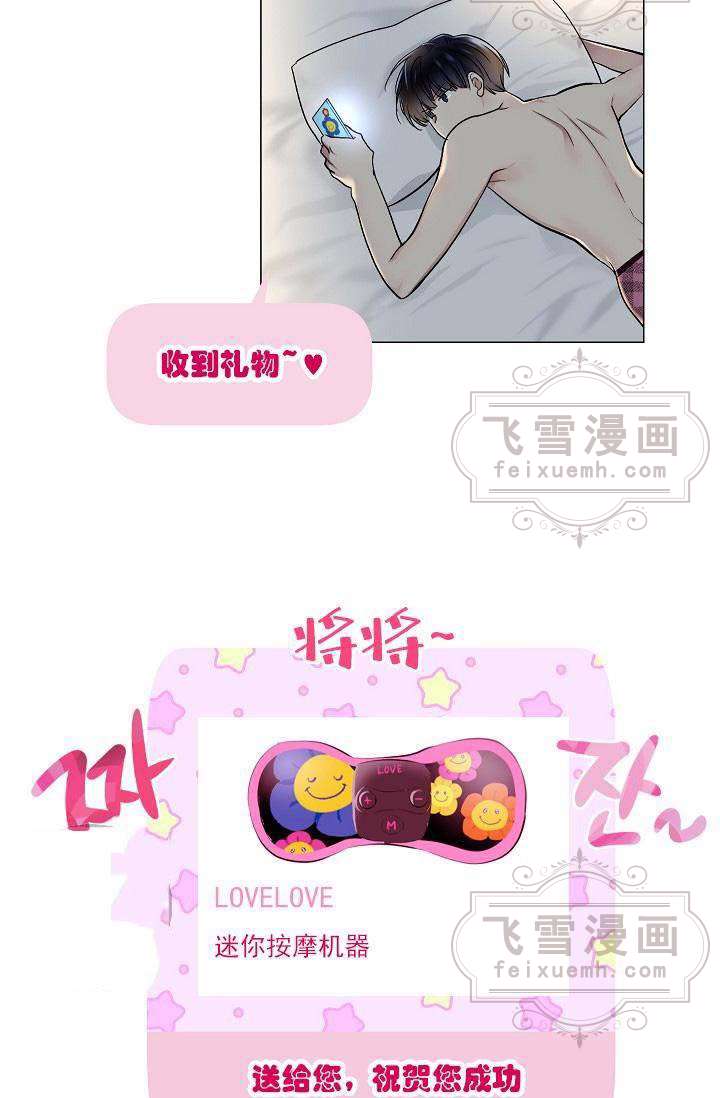 收到礼物~♥
飞雪漫画
feixuemh.com
将将~
짜
잔~
LOVE
+
-
M
LOVELOVE
迷你按摩机器
飞雪漫画
feixuemh.com
送给您，祝贺您成功